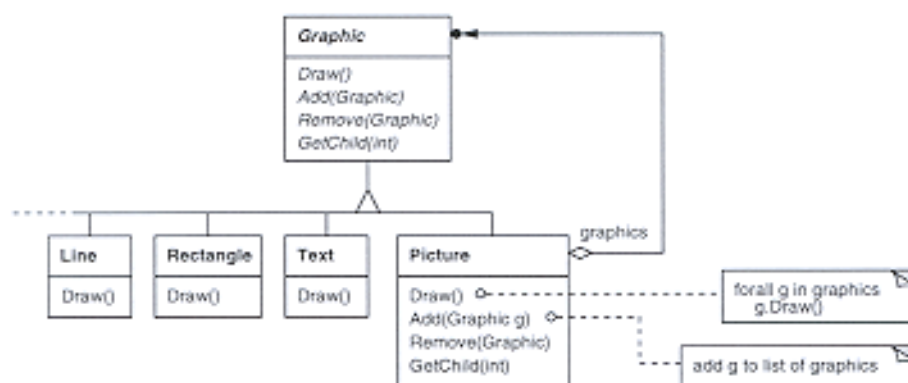 Graphic
Draw()
Add(Graphic)
Remove(Graphic)
GetChild(int)
graphics
Line
Draw()
Rectangle
Draw()
Text
Draw()
Picture
Draw()
Add(Graphic g)
Remove(Graphic)
GetChild(int)
forall g in graphics
g.Draw()
add g to list of graphics